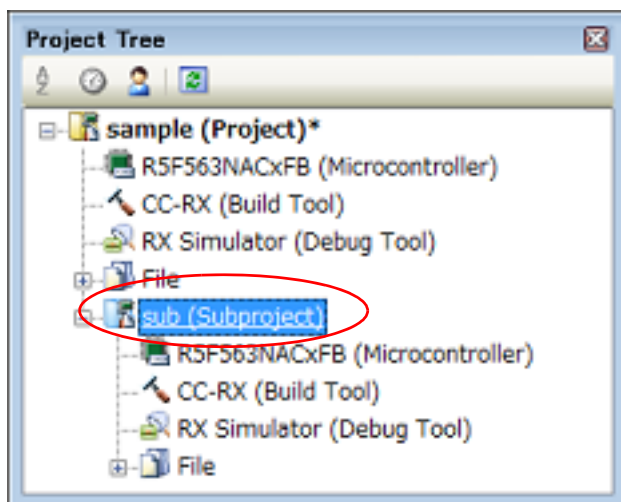 Project Tree
sample (Project)*
R5F563NACxFB (Microcontroller)
CC-RX (Build Tool)
RX Simulator (Debug Tool)
File
sub (Subproject)
R5F563NACxFB (Microcontroller)
CC-RX (Build Tool)
RX Simulator (Debug Tool)
File